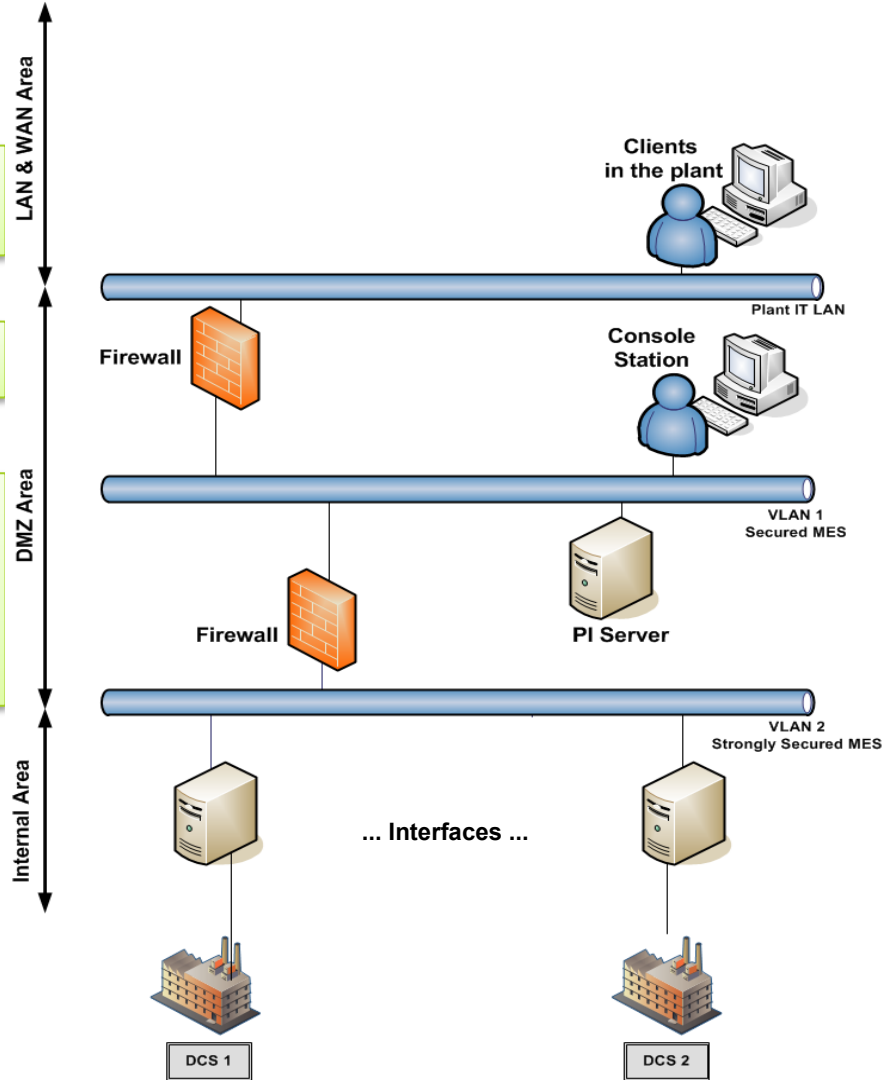 LAN & WAN Area
Clients
in the plant
Plant IT LAN
Firewall
Console
Station
DMZ Area
VLAN 1
Secured MES
Firewall
PI Server
VLAN 2
Strongly Secured MES
Internal Area
... Interfaces ...
DCS 1
DCS 2